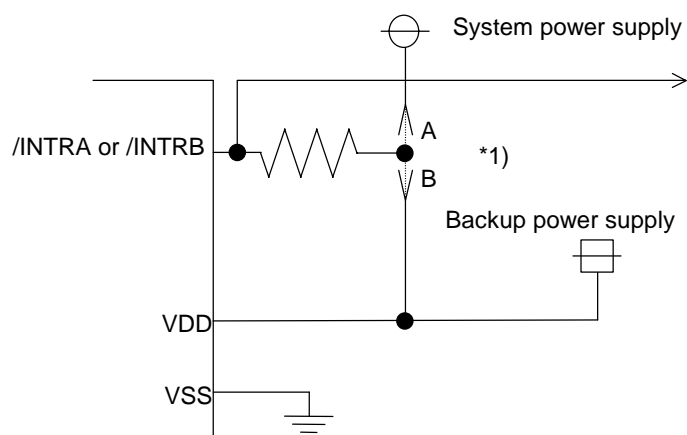 System power supply
A
/INTRA or /INTRB
*1)
B
Backup power supply
VDD
VSS